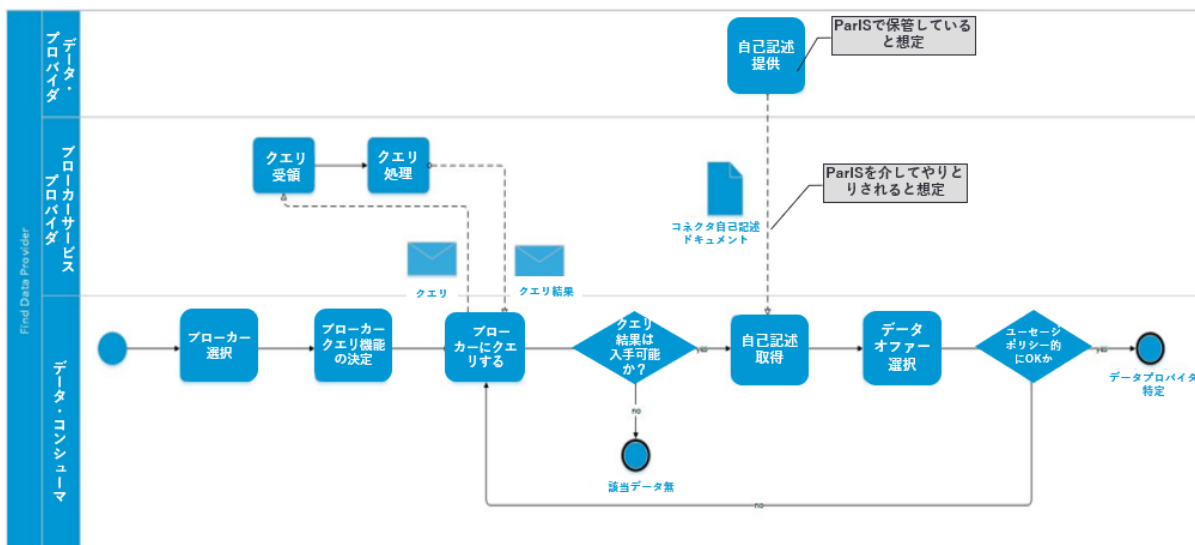 Find Data Provider
データ・
プロバイダ
自己記述
提供
ParISで保管している
と想定
ブローカーサービス
プロバイダ
クエリ
受領
クエリ
処理
ParISを介してやりと
りされると想定
コネクタ自己記述
ドキュメント
クエリ
クエリ結果
データ・コンシューマ
ブローカー
選択
ブローカー
クエリ機能
の決定
ブロー
カーにクエ
リする
クエリ
結果は
入手可能
か？
yes
自己記述
取得
データ
オファー
選択
ユーセージ
ポリシー的
にOKか
yes
データプロバイダ
特定
no
該当データ無
no